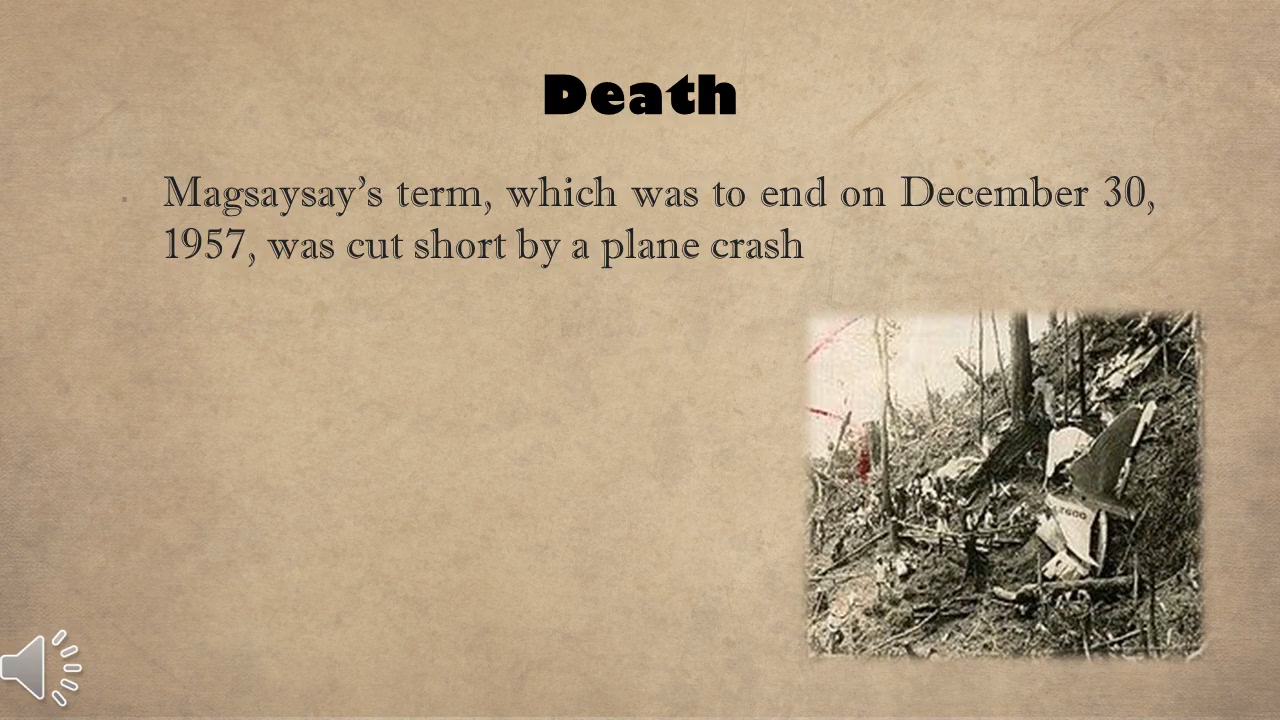 Death
Magsaysay’s term, which was to end on December 30,
1957, was cut short by a plane crash